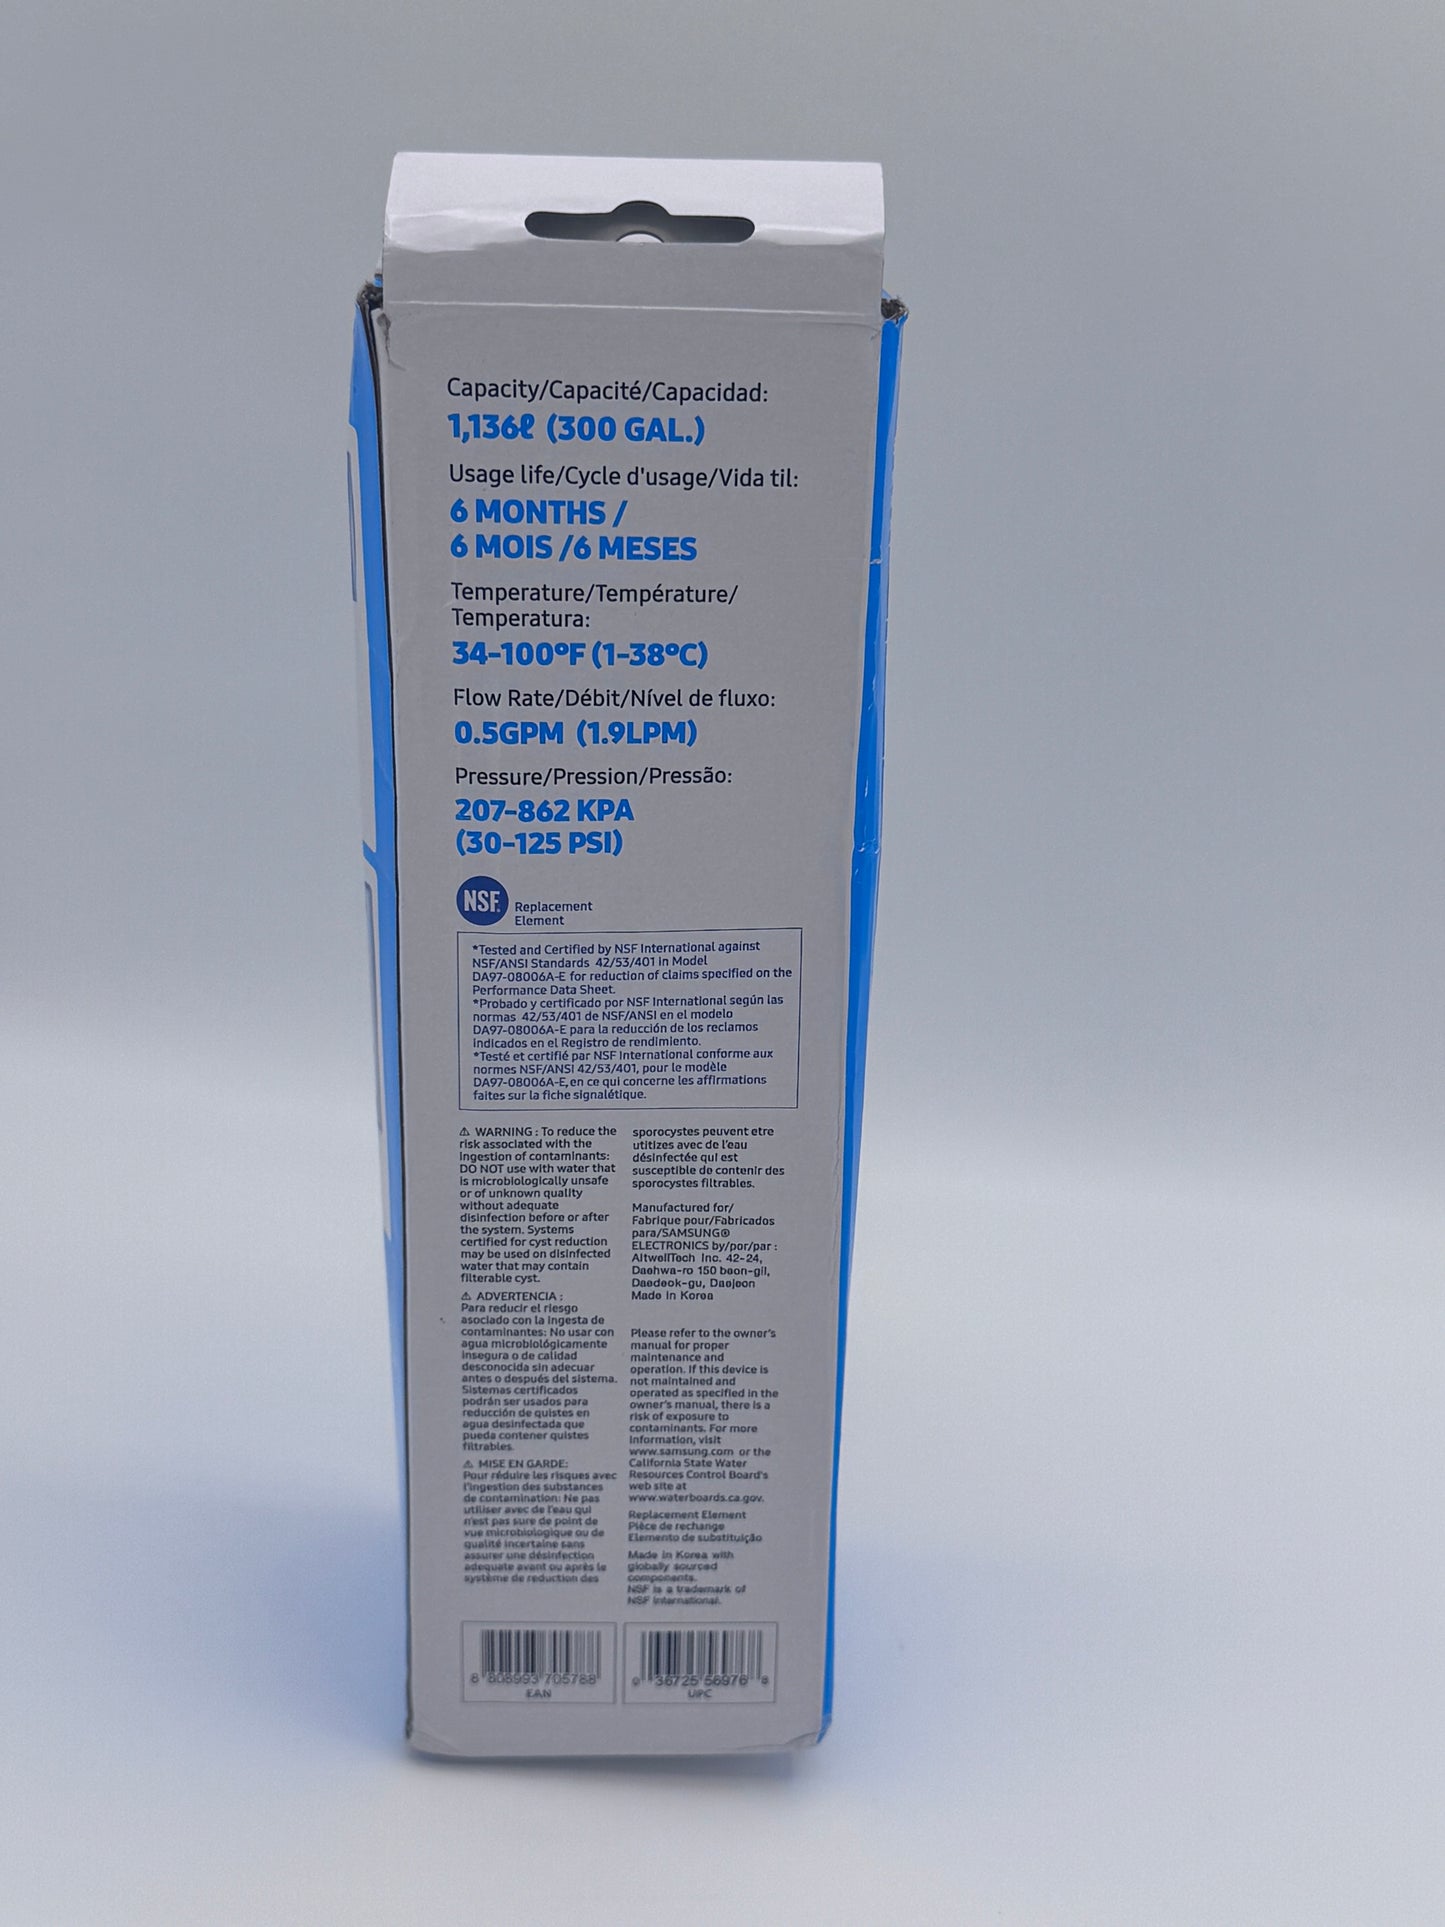 Capacity/Capacité/Capacidad:
1,136ℓ (300 GAL.)
Usage life/Cycle d'usage/Vida til:
6 MONTHS /
6 MOIS /6 MESES
Temperature/Température/
Temperatura:
34-100°F (1-38°C)
Flow Rate/Débit/Nível de fluxo:
0.5GPM (1.9LPM)
Pressure/Pression/Pressão:
207-862 KPA
(30-125 PSI)
NSF®
Replacement
Element
*Tested and Certified by NSF International against
NSF/ANSI Standards 42/53/401 in Model
DA97-08006A-E for reduction of claims specified on the
Performance Data Sheet.
*Probado y certificado por NSF International según las
normas 42/53/401 de NSF/ANSI en el modelo
DA97-08006A-E para la reducción de los reclamos
indicados en el Registro de rendimiento.
*Testé et certifié par NSF International conforme aux
normes NSF/ANSI 42/53/401, pour le modèle
DA97-08006A-E, en ce qui concerne les affirmations
faites sur la fiche signalétique.
⚠ WARNING : To reduce the
risk associated with the
ingestion of contaminants:
DO NOT use with water that
is microbiologically unsafe
or of unknown quality
without adequate
disinfection before or after
the system. Systems
certified for cyst reduction
may be used on disinfected
water that may contain
filterable cyst.
⚠ ADVERTENCIA :
Para reducir el riesgo
asociado con la ingesta de
contaminantes: No usar con
agua microbiológicamente
insegura o de calidad
desconocida sin adecuar
antes o después del sistema.
Sistemas certificados
podrán ser usados para
reducción de quistes en
agua desinfectada que
pueda contener quistes
filtrables.
⚠ MISE EN GARDE:
Pour réduire les risques avec
l'ingestion des substances
de contamination: Ne pas
utiliser avec de l'eau qui
n'est pas sure de point de
vue microbiologique ou de
qualité incertaine sans
assurer une désinfection
adequate avant ou après le
système de reduction des
sporocystes peuvent etre
utitizes avec de l'eau
désinfectée qui est
susceptible de contenir des
sporocystes filtrables.
Manufactured for/
Fabrique pour/Fabricados
para/SAMSUNG®
ELECTRONICS by/por/par :
AltwellTech Inc. 42-24,
Daehwa-ro 150 beon-gil,
Daedeok-gu, Daejeon
Made in Korea
Please refer to the owner's
manual for proper
maintenance and
operation. If this device is
not maintained and
operated as specified in the
owner's manual, there is a
risk of exposure to
contaminants. For more
information, visit
www.samsung.com or the
California State Water
Resources Control Board's
web site at
www.waterboards.ca.gov.
Replacement Element
Pièce de rechange
Elemento de substituição
Made in Korea with
globally sourced
components.
NSF is a trademark of
NSF International.
8 808993 705788
EAN
0 36725 56976 8
UPC